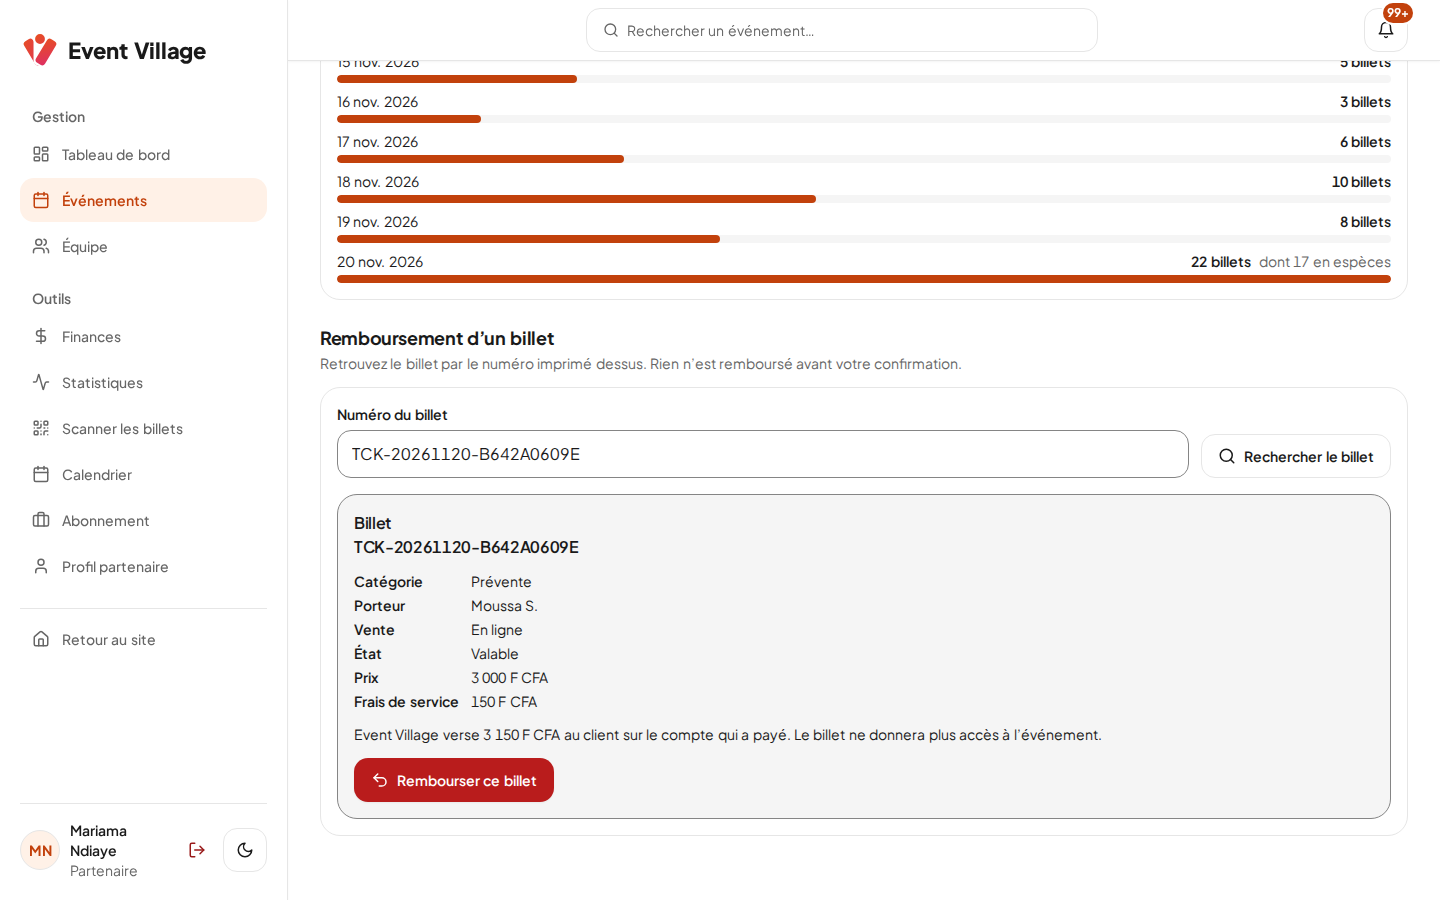 Event Village
Rechercher un événement...
99+
Gestion
Tableau de bord
Événements
Équipe
Outils
Finances
Statistiques
Scanner les billets
Calendrier
Abonnement
Profil partenaire
Retour au site
MN
Mariama
Ndiaye
Partenaire
15 nov. 2026 5 billets
16 nov. 2026 3 billets
17 nov. 2026 6 billets
18 nov. 2026 10 billets
19 nov. 2026 8 billets
20 nov. 2026 22 billets dont 17 en espèces
Remboursement d’un billet
Retrouvez le billet par le numéro imprimé dessus. Rien n’est remboursé avant votre confirmation.
Numéro du billet
TCK-20261120-B642A0609E
Rechercher le billet
Billet
TCK-20261120-B642A0609E
Catégorie Prévente
Porteur Moussa S.
Vente En ligne
État Valable
Prix 3 000 F CFA
Frais de service 150 F CFA
Event Village verse 3 150 F CFA au client sur le compte qui a payé. Le billet ne donnera plus accès à l’événement.
Rembourser ce billet